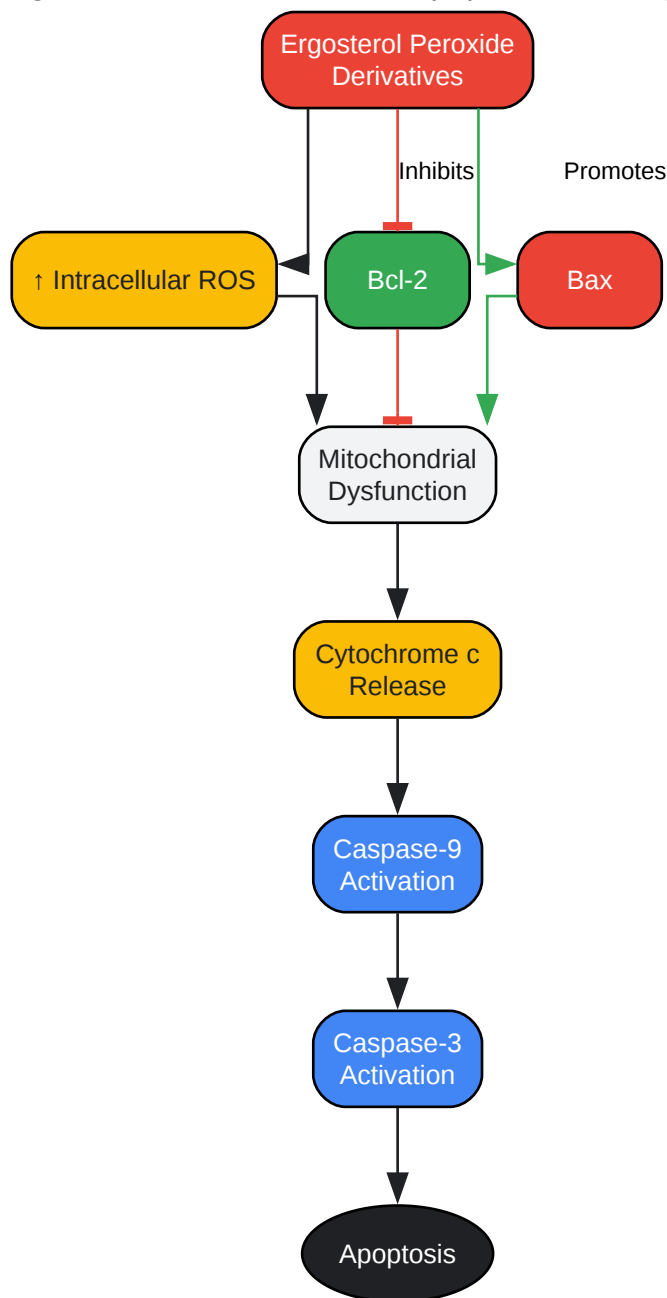 Ergosterol Peroxide
Derivatives
Inhibits
Promotes
↑ Intracellular ROS
Bcl-2
Bax
Mitochondrial
Dysfunction
Cytochrome c
Release
Caspase-9
Activation
Caspase-3
Activation
Apoptosis